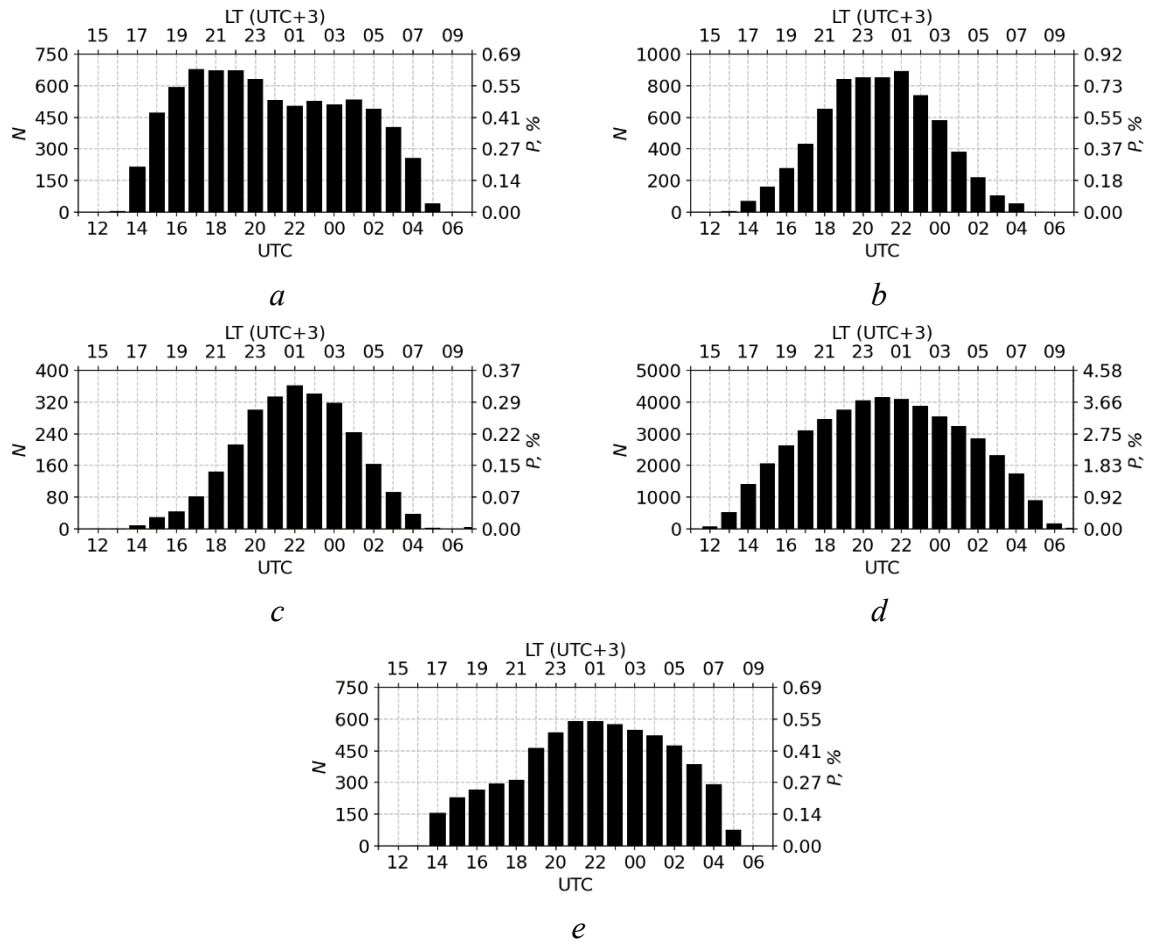 LT (UTC+3)
15 17 19 21 23 01 03 05 07 09
750 0.69
600 0.55
450 0.41
300 0.27
150 0.14
0 0.00
N
P, %
12 14 16 18 20 22 00 02 04 06
UTC
a
LT (UTC+3)
15 17 19 21 23 01 03 05 07 09
1000 0.92
800 0.73
600 0.55
400 0.37
200 0.18
0 0.00
N
P, %
12 14 16 18 20 22 00 02 04 06
UTC
b
LT (UTC+3)
15 17 19 21 23 01 03 05 07 09
400 0.37
320 0.29
240 0.22
160 0.15
80 0.07
0 0.00
N
P, %
12 14 16 18 20 22 00 02 04 06
UTC
c
LT (UTC+3)
15 17 19 21 23 01 03 05 07 09
5000 4.58
4000 3.66
3000 2.75
2000 1.83
1000 0.92
0 0.00
N
P, %
12 14 16 18 20 22 00 02 04 06
UTC
d
LT (UTC+3)
15 17 19 21 23 01 03 05 07 09
750 0.69
600 0.55
450 0.41
300 0.27
150 0.14
0 0.00
N
P, %
12 14 16 18 20 22 00 02 04 06
UTC
e